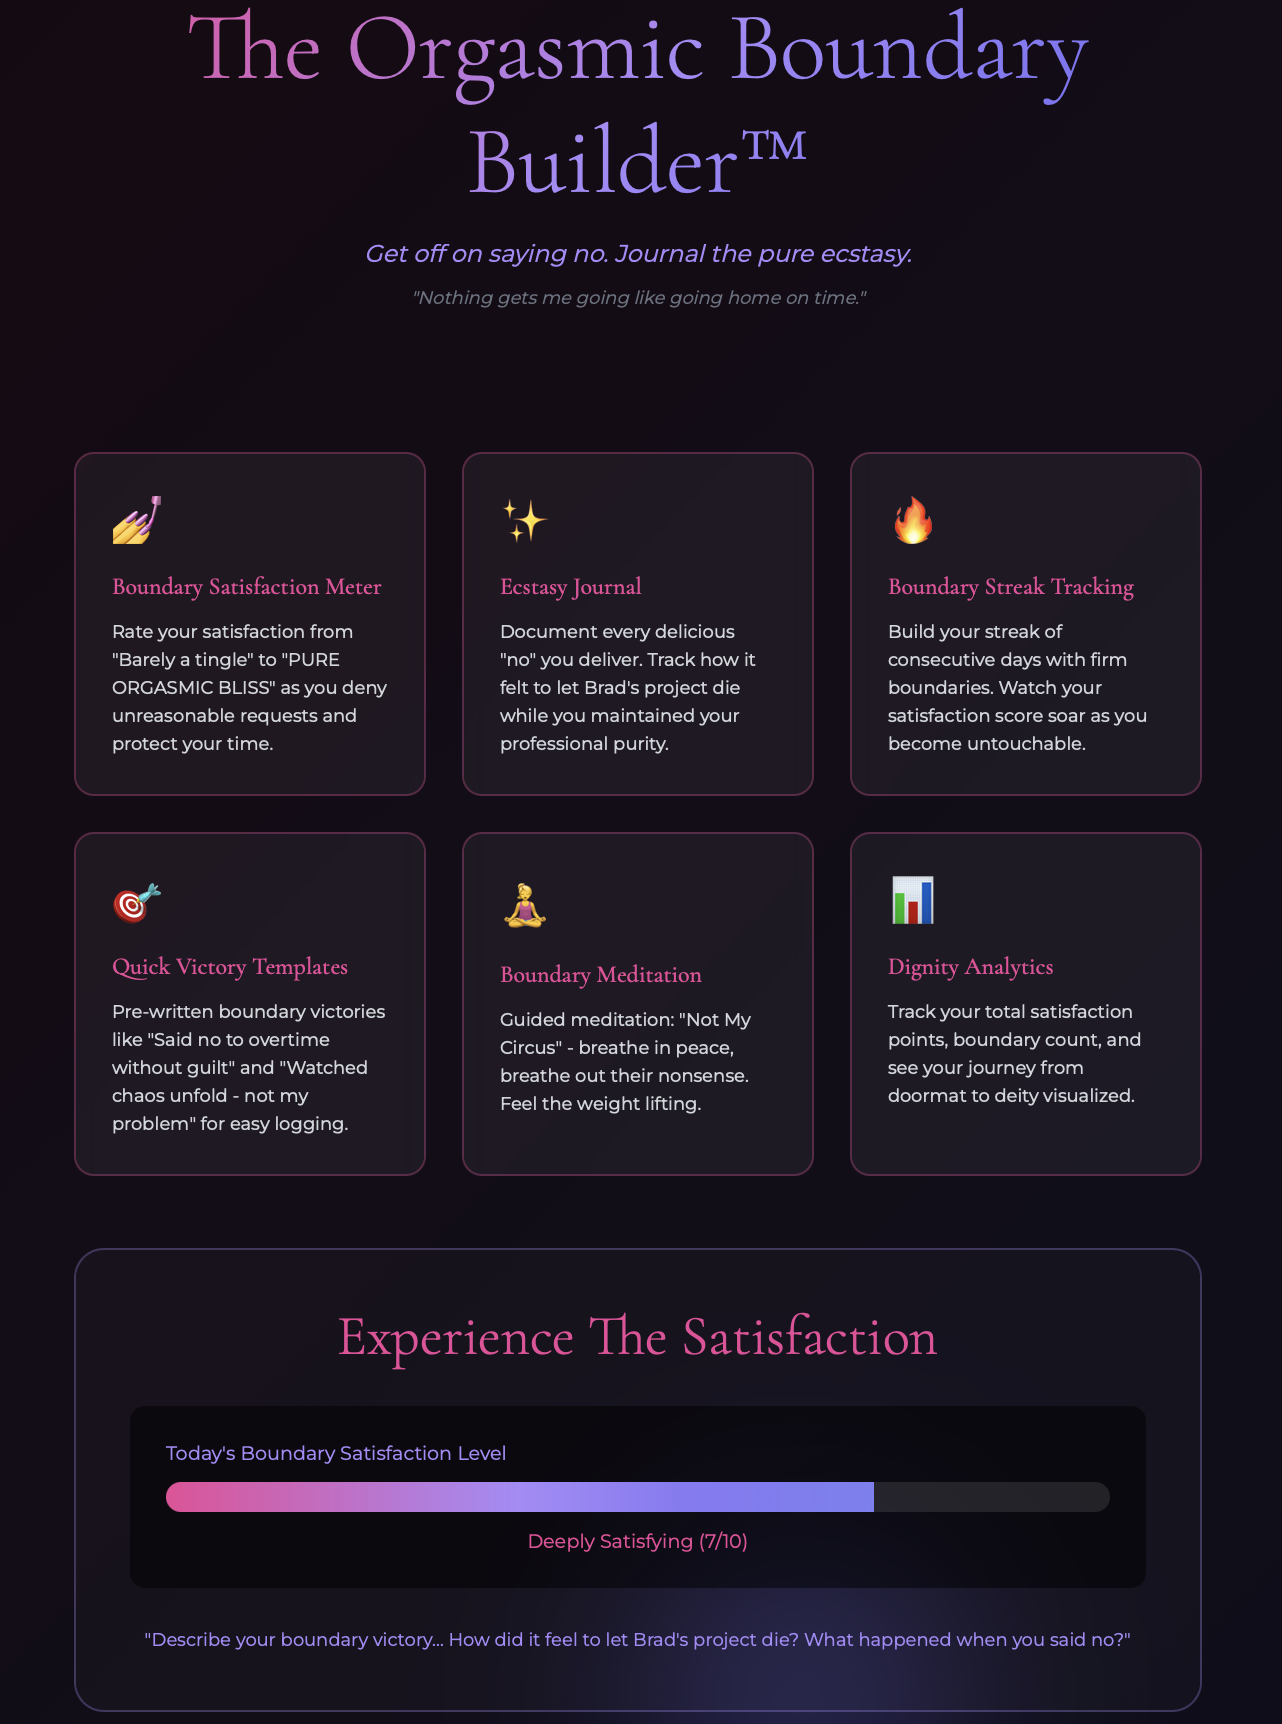 The Orgasmic Boundary
Builder™
Get off on saying no. Journal the pure ecstasy.
"Nothing gets me going like going home on time."
Boundary Satisfaction Meter
Rate your satisfaction from
"Barely a tingle" to "PURE
ORGASMIC BLISS" as you deny
unreasonable requests and
protect your time.
Ecstasy Journal
Document every delicious
"no" you deliver. Track how it
felt to let Brad's project die
while you maintained your
professional purity.
Boundary Streak Tracking
Build your streak of
consecutive days with firm
boundaries. Watch your
satisfaction score soar as you
become untouchable.
Quick Victory Templates
Pre-written boundary victories
like "Said no to overtime
without guilt" and "Watched
chaos unfold - not my
problem" for easy logging.
Boundary Meditation
Guided meditation: "Not My
Circus" - breathe in peace,
breathe out their nonsense.
Feel the weight lifting.
Dignity Analytics
Track your total satisfaction
points, boundary count, and
see your journey from
doormat to deity visualized.
Experience The Satisfaction
Today's Boundary Satisfaction Level
Deeply Satisfying (7/10)
"Describe your boundary victory... How did it feel to let Brad's project die? What happened when you said no?"